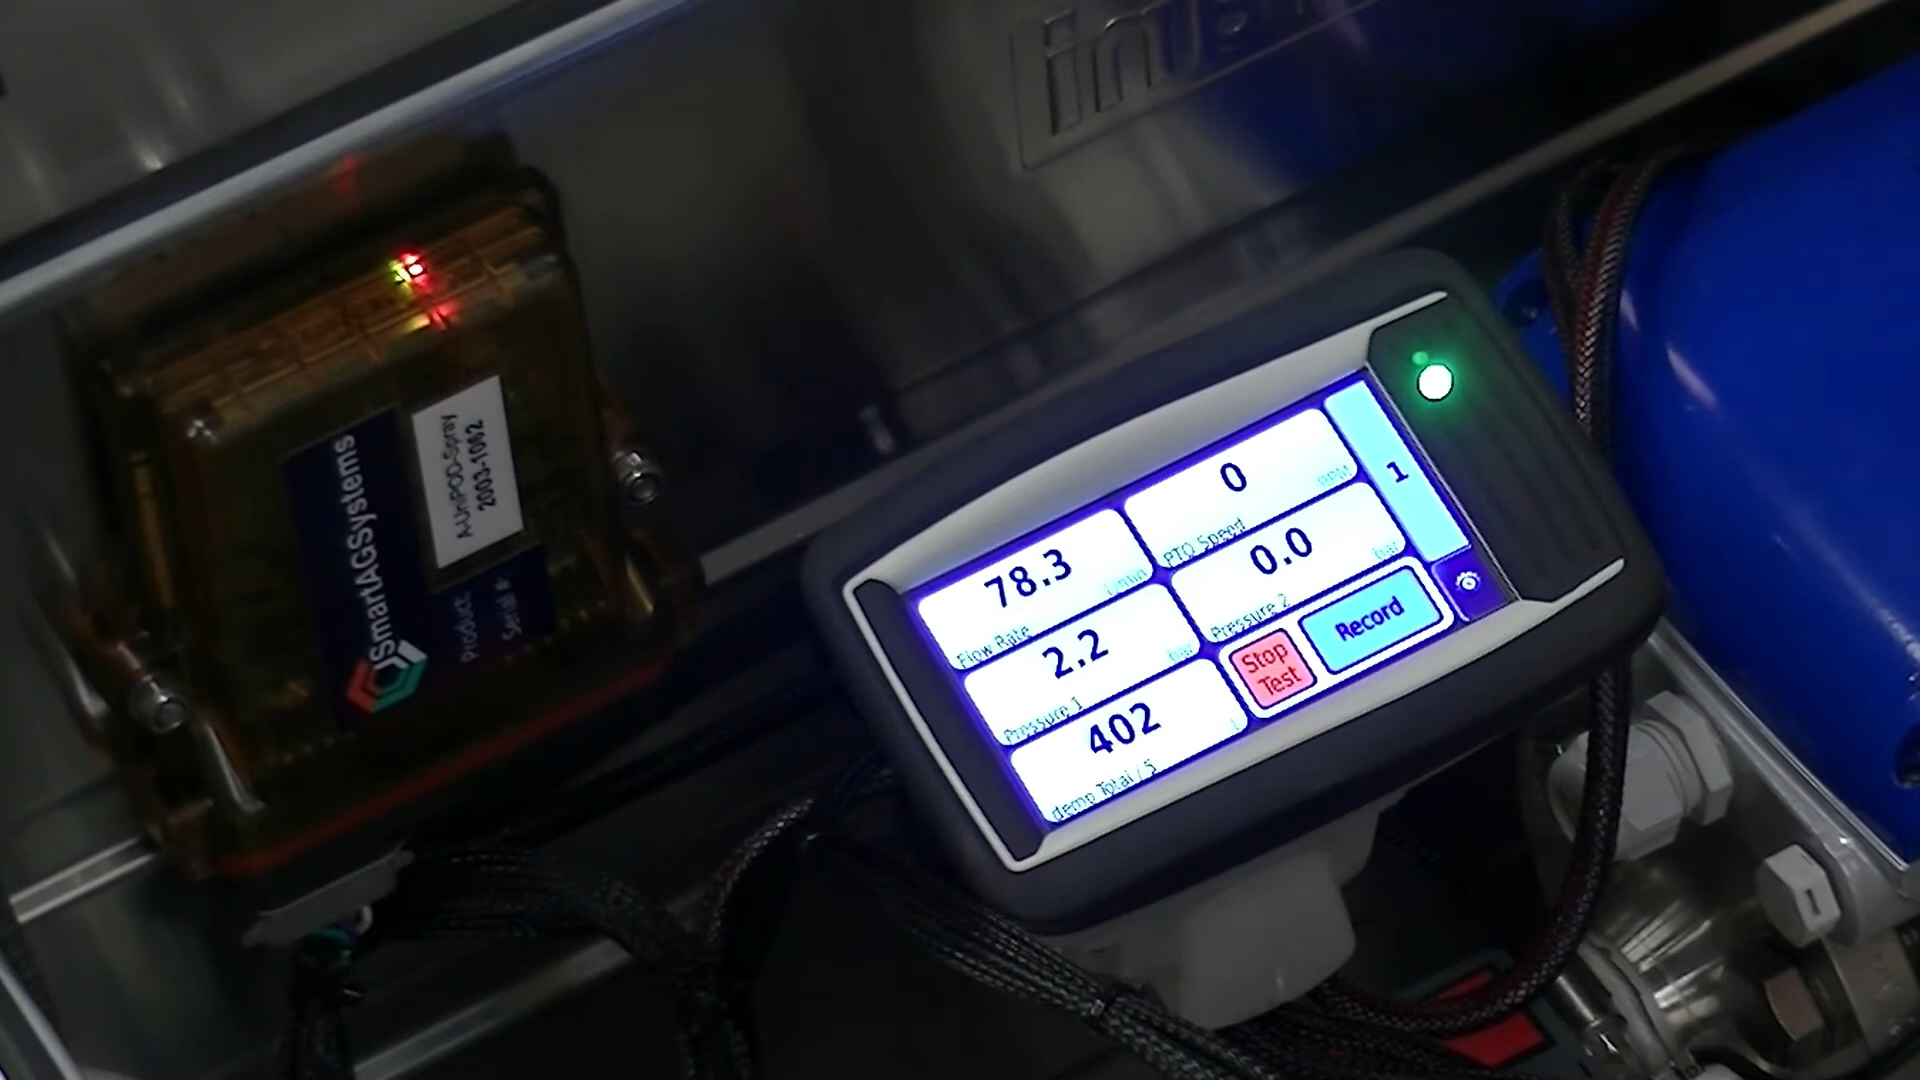 SmartAGSystems
Product:
Serial #:
A-UniPOD-Spray
2003-1062
78.3
l/min
Flow Rate
2.2
bar
Pressure 1
402
l
demo Total / 5
0
RPM
PTO Speed
0.0
bar
Pressure 2
Stop
Test
Record
1